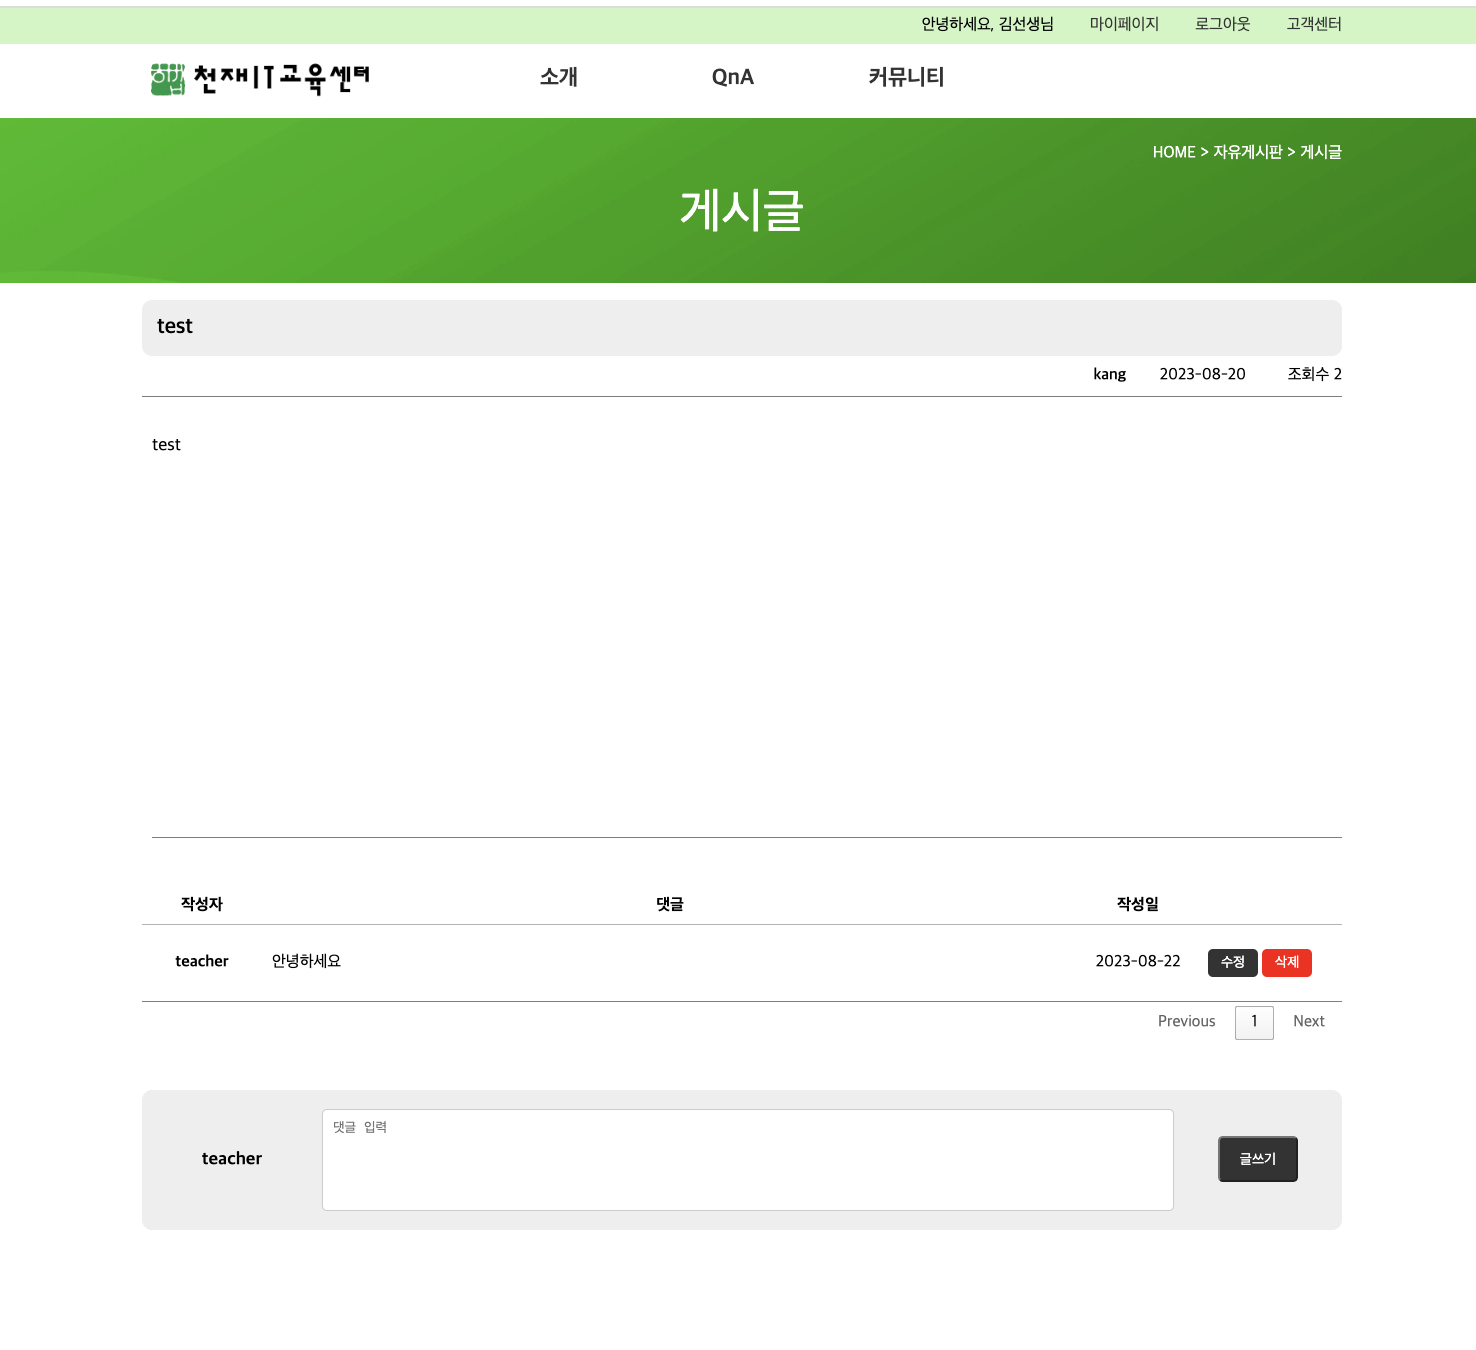 안녕하세요, 김선생님 마이페이지 로그아웃 고객센터
천재IT교육센터 소개 QnA 커뮤니티
HOME > 자유게시판 > 게시글
게시글
test
kang 2023-08-20 조회수 2
test
작성자 댓글 작성일
teacher 안녕하세요 2023-08-22 수정 삭제
Previous 1 Next
댓글 입력
teacher 글쓰기